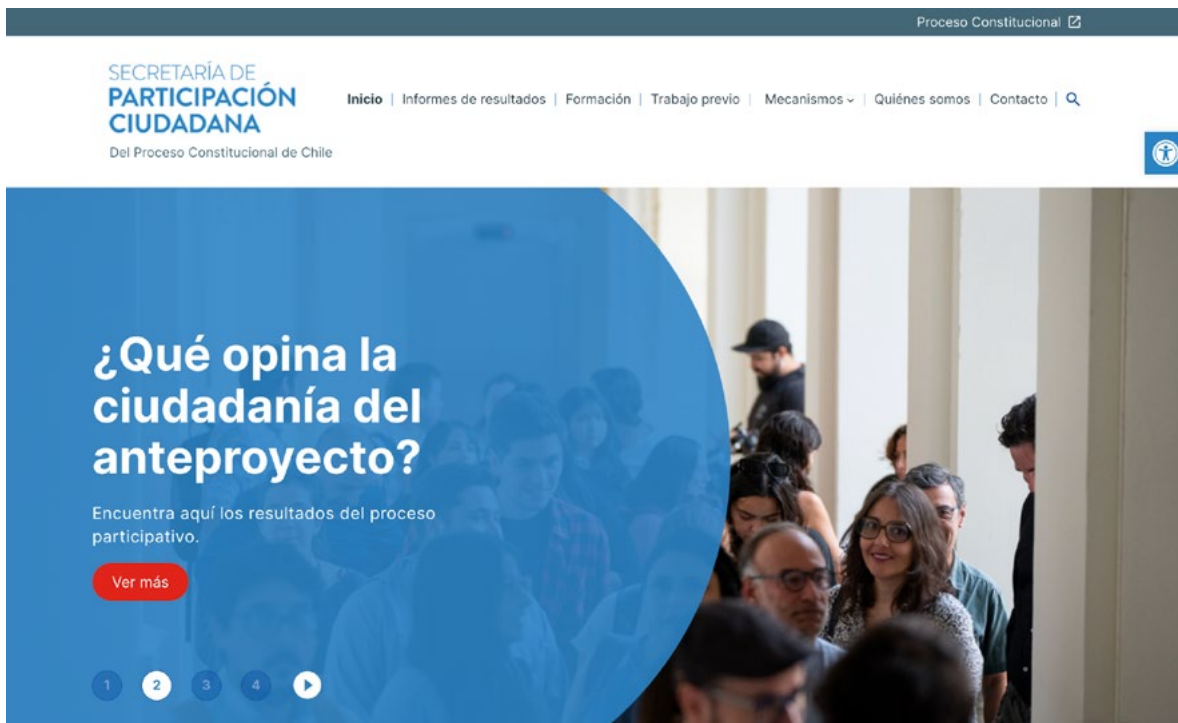 Proceso Constitucional
SECRETARÍA DE
PARTICIPACIÓN
CIUDADANA
Del Proceso Constitucional de Chile
Inicio | Informes de resultados | Formación | Trabajo previo | Mecanismos | Quiénes somos | Contacto |
¿Qué opina la
ciudadanía del
anteproyecto?
Encuentra aquí los resultados del proceso
participativo.
Ver más
1 2 3 4